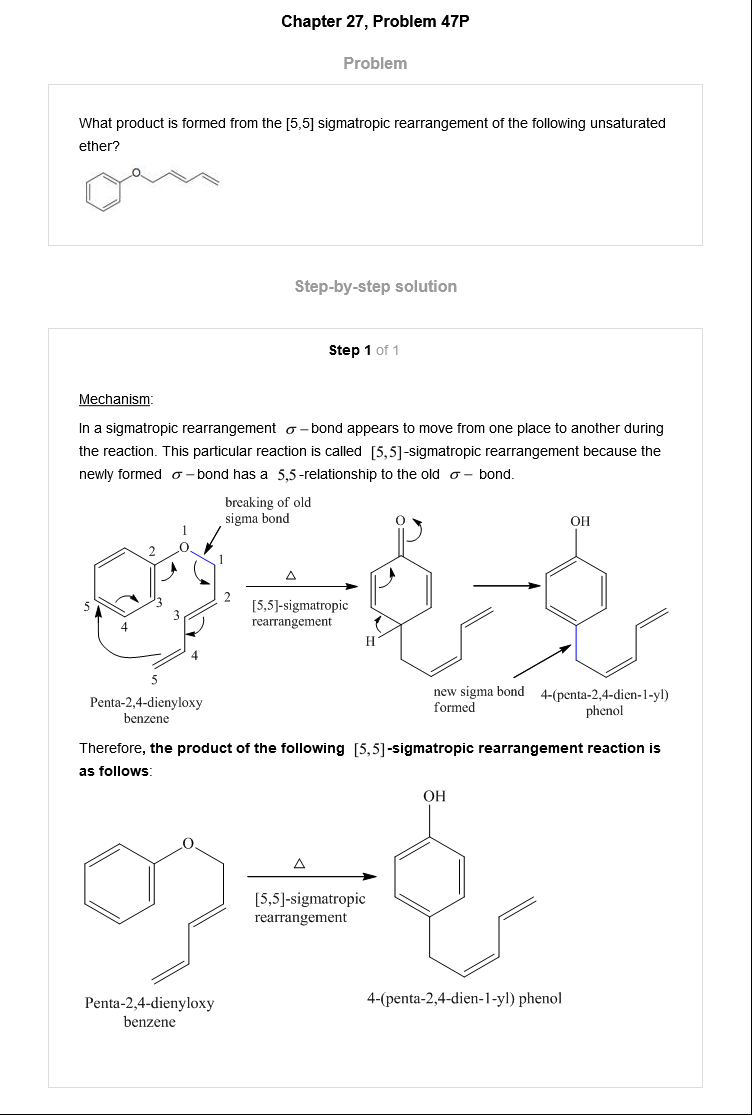 Chapter 27, Problem 47P
Problem
What product is formed from the [5,5] sigmatropic rearrangement of the following unsaturated
ether?
O
Step-by-step solution
Step 1 of 1
Mechanism:
In a sigmatropic rearrangement σ – bond appears to move from one place to another during
the reaction. This particular reaction is called [5,5]-sigmatropic rearrangement because the
newly formed σ – bond has a 5,5-relationship to the old σ – bond.
breaking of old
sigma bond
1
O
2
1
5
3
4
3
2
4
5
Penta-2,4-dienyloxy
benzene
Δ
[5,5]-sigmatropic
rearrangement
O
H
new sigma bond
formed
OH
4-(penta-2,4-dien-1-yl)
phenol
Therefore, the product of the following [5,5]-sigmatropic rearrangement reaction is
as follows:
O
Penta-2,4-dienyloxy
benzene
Δ
[5,5]-sigmatropic
rearrangement
OH
4-(penta-2,4-dien-1-yl) phenol